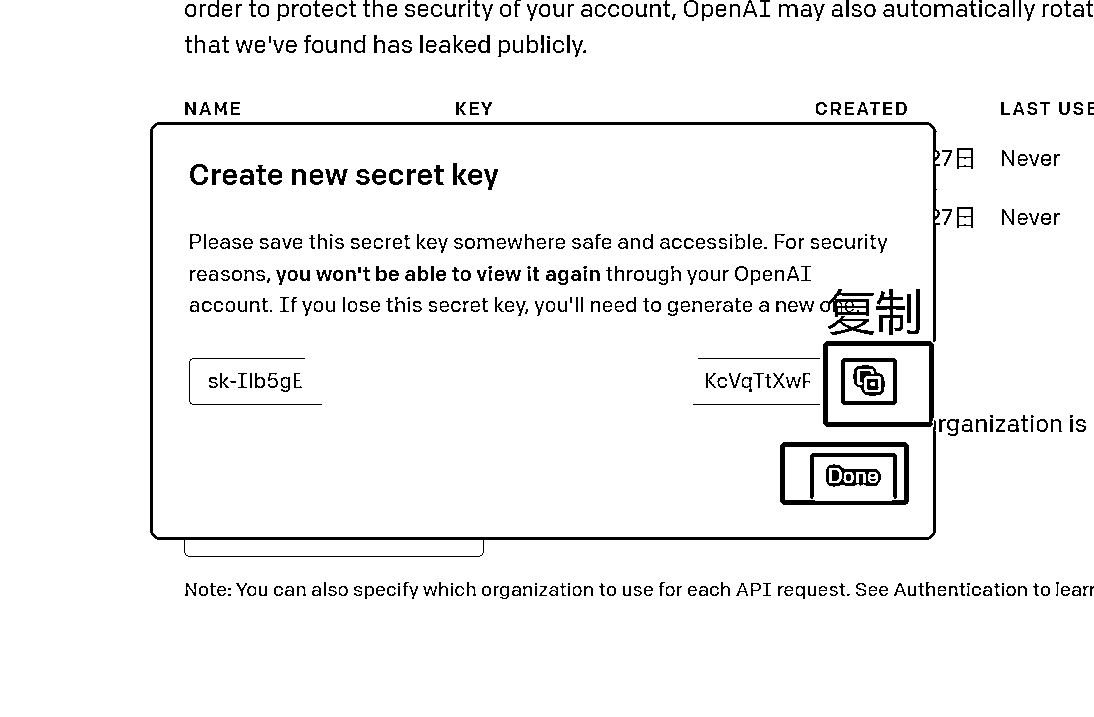 order to protect the security of your account, OpenAI may also automatically rotat
that we've found has leaked publicly.
NAME KEY CREATED LAST USE
Create new secret key
27日 Never
27日 Never
Please save this secret key somewhere safe and accessible. For security
reasons, you won't be able to view it again through your OpenAI
account. If you lose this secret key, you'll need to generate a new one.
复制
sk-Ilb5gE KcVqTtXwF
rganization is
Done
Note: You can also specify which organization to use for each API request. See Authentication to learn